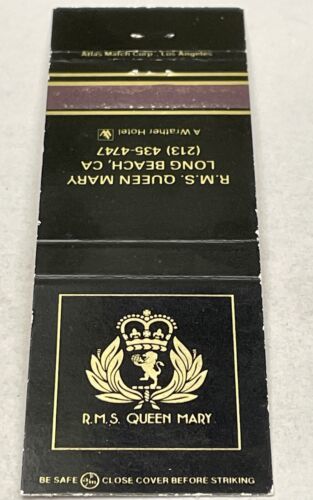 Atlas Match Corp., Los Angeles
R.M.S. QUEEN MARY
LONG BEACH, CA
(213) 435-4747
A Wrather Hotel
R.M.S. QUEEN MARY
BE SAFE CLOSE COVER BEFORE STRIKING